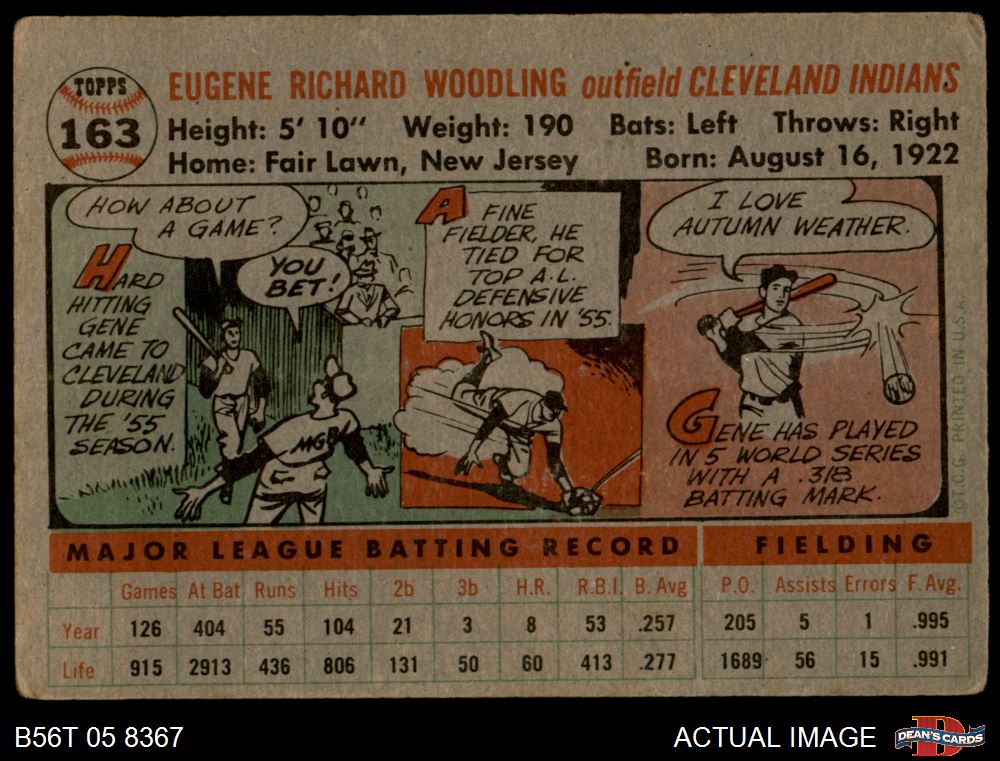 TOPPS
163
EUGENE RICHARD WOODLING outfield CLEVELAND INDIANS
Height: 5' 10" Weight: 190 Bats: Left Throws: Right
Home: Fair Lawn, New Jersey Born: August 16, 1922
HOW ABOUT
A GAME?
YOU
BET!
HARD
HITTING
GENE
CAME TO
CLEVELAND
DURING
THE '55
SEASON.
MGR
A FINE
FIELDER, HE
TIED FOR
TOP A.L.
DEFENSIVE
HONORS IN '55.
I LOVE
AUTUMN WEATHER.
GENE HAS PLAYED
IN 5 WORLD SERIES
WITH A .318
BATTING MARK.
© T.C.G. PRINTED IN U.S.A.
MAJOR LEAGUE BATTING RECORD FIELDING
Games At Bat Runs Hits 2b 3b H.R. R.B.I. B. Avg P.O. Assists Errors F. Avg.
Year 126 404 55 104 21 3 8 53 .257 205 5 1 .995
Life 915 2913 436 806 131 50 60 413 .277 1689 56 15 .991
B56T 05 8367
ACTUAL IMAGE
DEAN'S CARDS